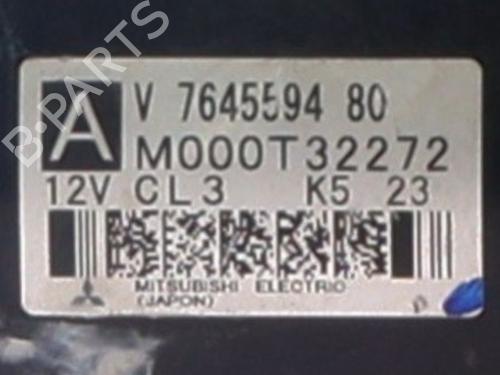 B-PARTS
A
V 7645594 80
M000T32272
12V CL3 K5 23
MITSUBISHI ELECTRIC
(JAPON)